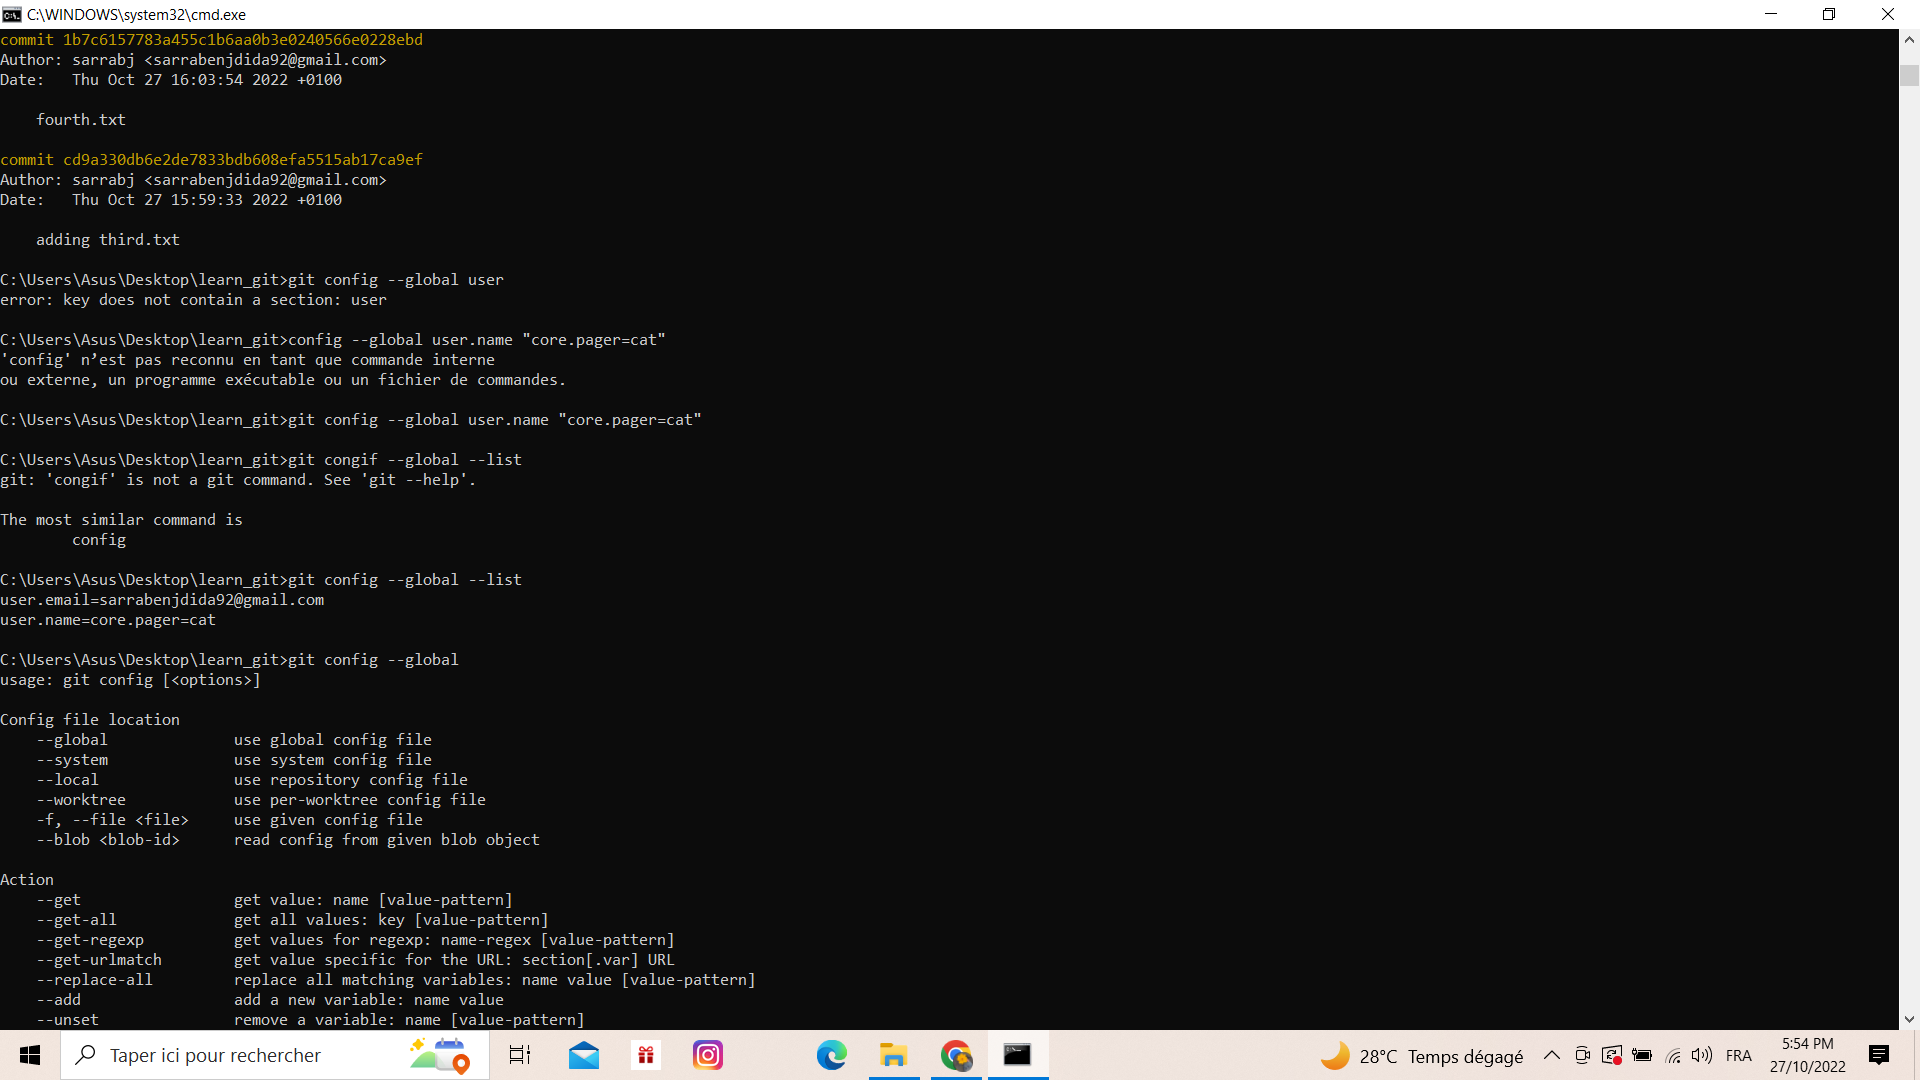 C:\WINDOWS\system32\cmd.exe
commit 1b7c6157783a455c1b6aa0b3e0240566e0228ebd
Author: sarrabj <sarrabenjdida92@gmail.com>
Date:   Thu Oct 27 16:03:54 2022 +0100
    fourth.txt
commit cd9a330db6e2de7833bdb608efa5515ab17ca9ef
Author: sarrabj <sarrabenjdida92@gmail.com>
Date:   Thu Oct 27 15:59:33 2022 +0100
    adding third.txt
C:\Users\Asus\Desktop\learn_git>git config --global user
error: key does not contain a section: user
C:\Users\Asus\Desktop\learn_git>config --global user.name "core.pager=cat"
'config' n’est pas reconnu en tant que commande interne
ou externe, un programme exécutable ou un fichier de commandes.
C:\Users\Asus\Desktop\learn_git>git config --global user.name "core.pager=cat"
C:\Users\Asus\Desktop\learn_git>git congif --global --list
git: 'congif' is not a git command. See 'git --help'.
The most similar command is
        config
C:\Users\Asus\Desktop\learn_git>git config --global --list
user.email=sarrabenjdida92@gmail.com
user.name=core.pager=cat
C:\Users\Asus\Desktop\learn_git>git config --global
usage: git config [<options>]
Config file location
    --global              use global config file
    --system              use system config file
    --local               use repository config file
    --worktree            use per-worktree config file
    -f, --file <file>     use given config file
    --blob <blob-id>      read config from given blob object
Action
    --get                 get value: name [value-pattern]
    --get-all             get all values: key [value-pattern]
    --get-regexp          get values for regexp: name-regex [value-pattern]
    --get-urlmatch        get value specific for the URL: section[.var] URL
    --replace-all         replace all matching variables: name value [value-pattern]
    --add                 add a new variable: name value
    --unset               remove a variable: name [value-pattern]
Taper ici pour rechercher
28°C Temps dégagé
FRA
5:54 PM
27/10/2022